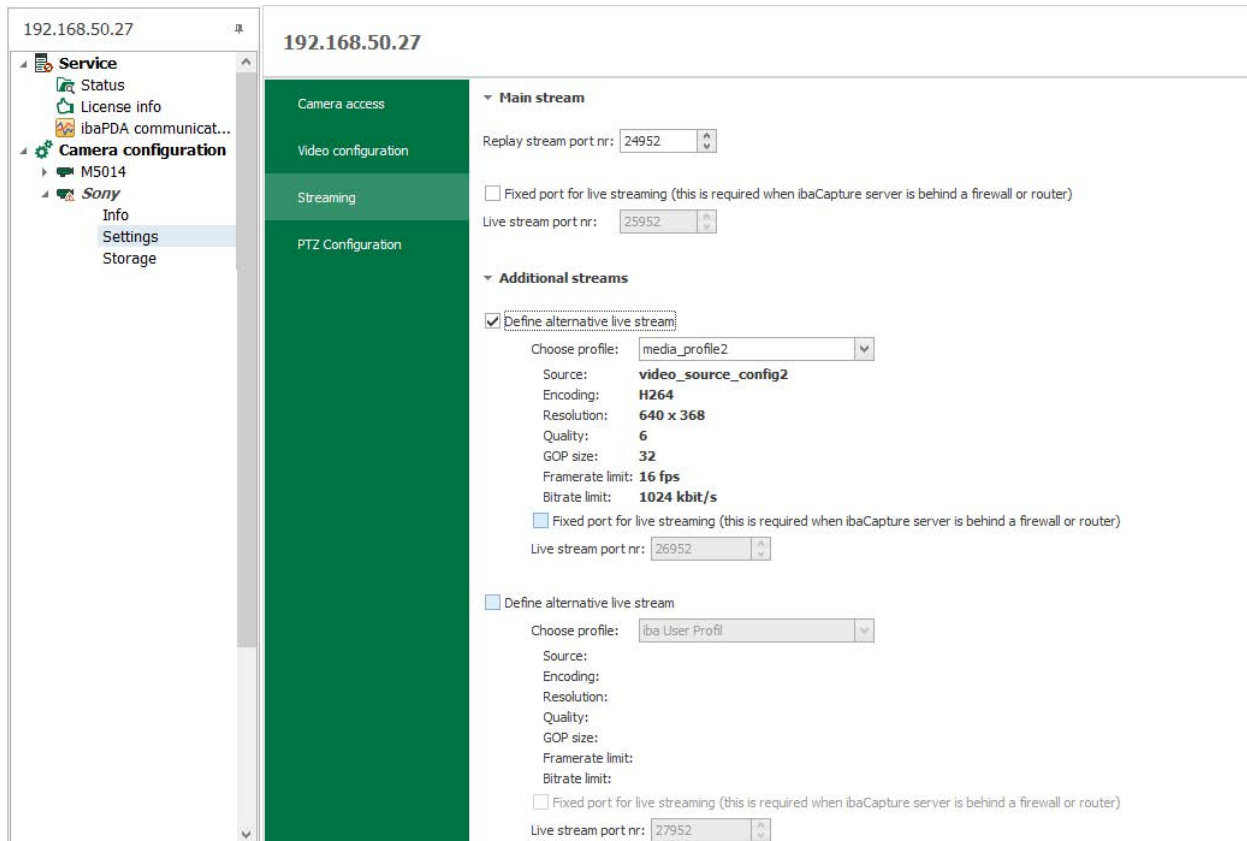 192.168.50.27
Service
Status
License info
ibaPDA communicat...
Camera configuration
M5014
Sony
Info
Settings
Storage
192.168.50.27
Camera access
Video configuration
Streaming
PTZ Configuration
Main stream
Replay stream port nr: 24952
Fixed port for live streaming (this is required when ibaCapture server is behind a firewall or router)
Live stream port nr: 25952
Additional streams
Define alternative live stream
Choose profile: media_profile2
Source: video_source_config2
Encoding: H264
Resolution: 640 x 368
Quality: 6
GOP size: 32
Framerate limit: 16 fps
Bitrate limit: 1024 kbit/s
Fixed port for live streaming (this is required when ibaCapture server is behind a firewall or router)
Live stream port nr: 26952
Define alternative live stream
Choose profile: iba User Profil
Source:
Encoding:
Resolution:
Quality:
GOP size:
Framerate limit:
Bitrate limit:
Fixed port for live streaming (this is required when ibaCapture server is behind a firewall or router)
Live stream port nr: 27952